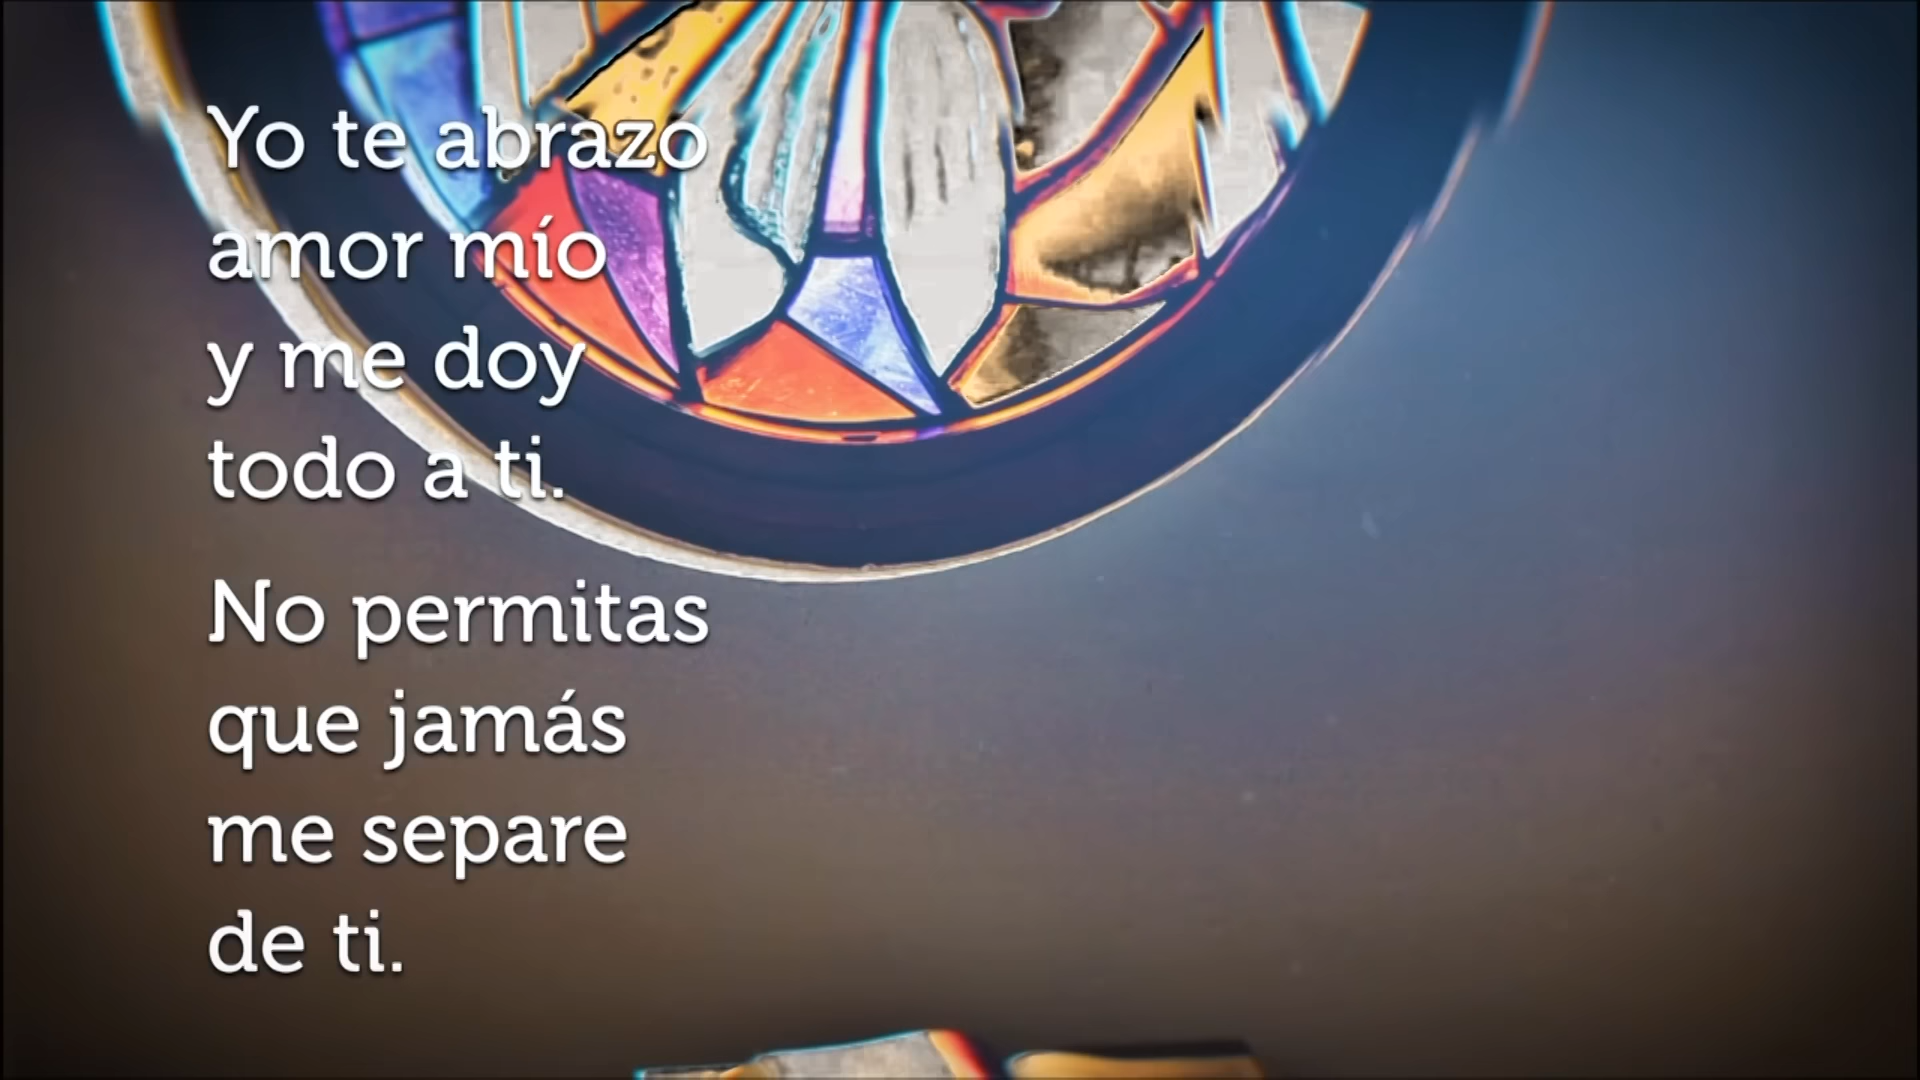 Yo te abrazo
amor mío
y me doy
todo a ti.
No permitas
que jamás
me separe
de ti.